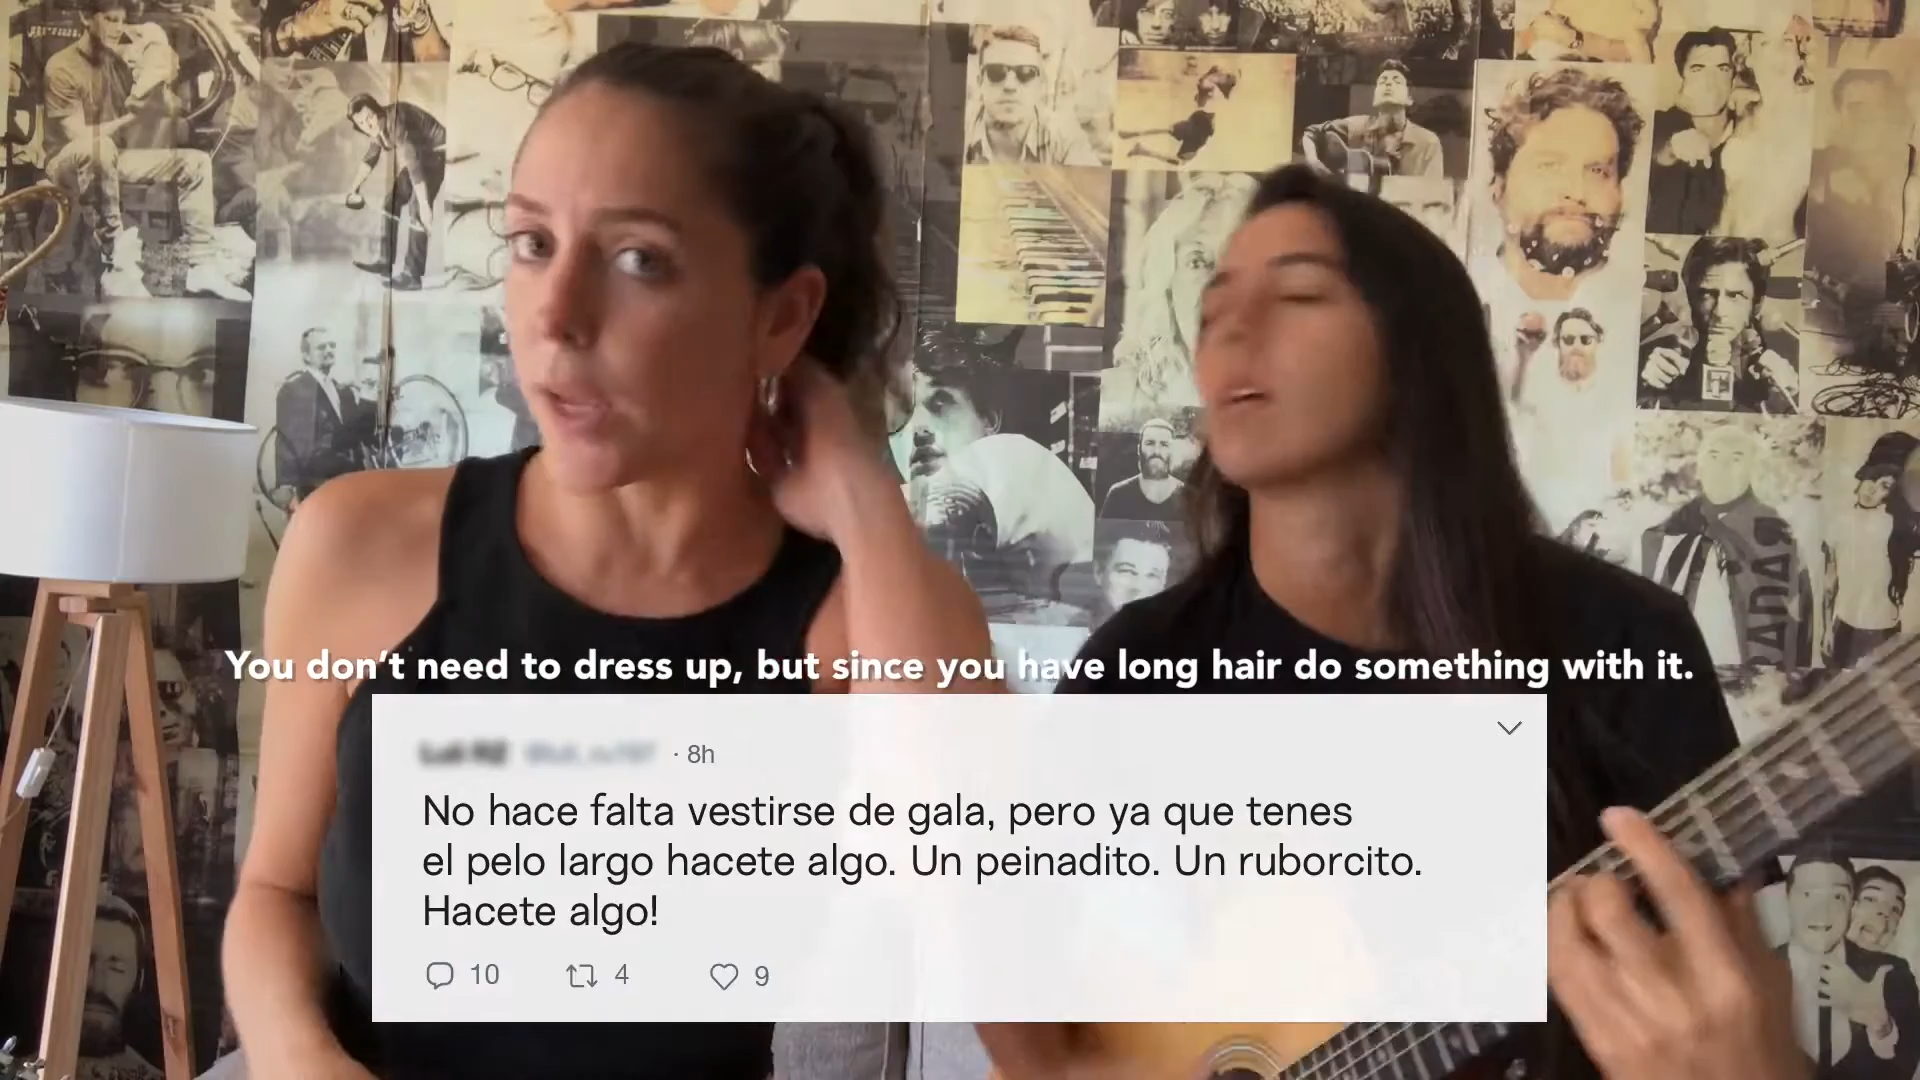 You don't need to dress up, but since you have long hair do something with it.
· 8h
No hace falta vestirse de gala, pero ya que tenes
el pelo largo hacete algo. Un peinadito. Un ruborcito.
Hacete algo!
10 4 9